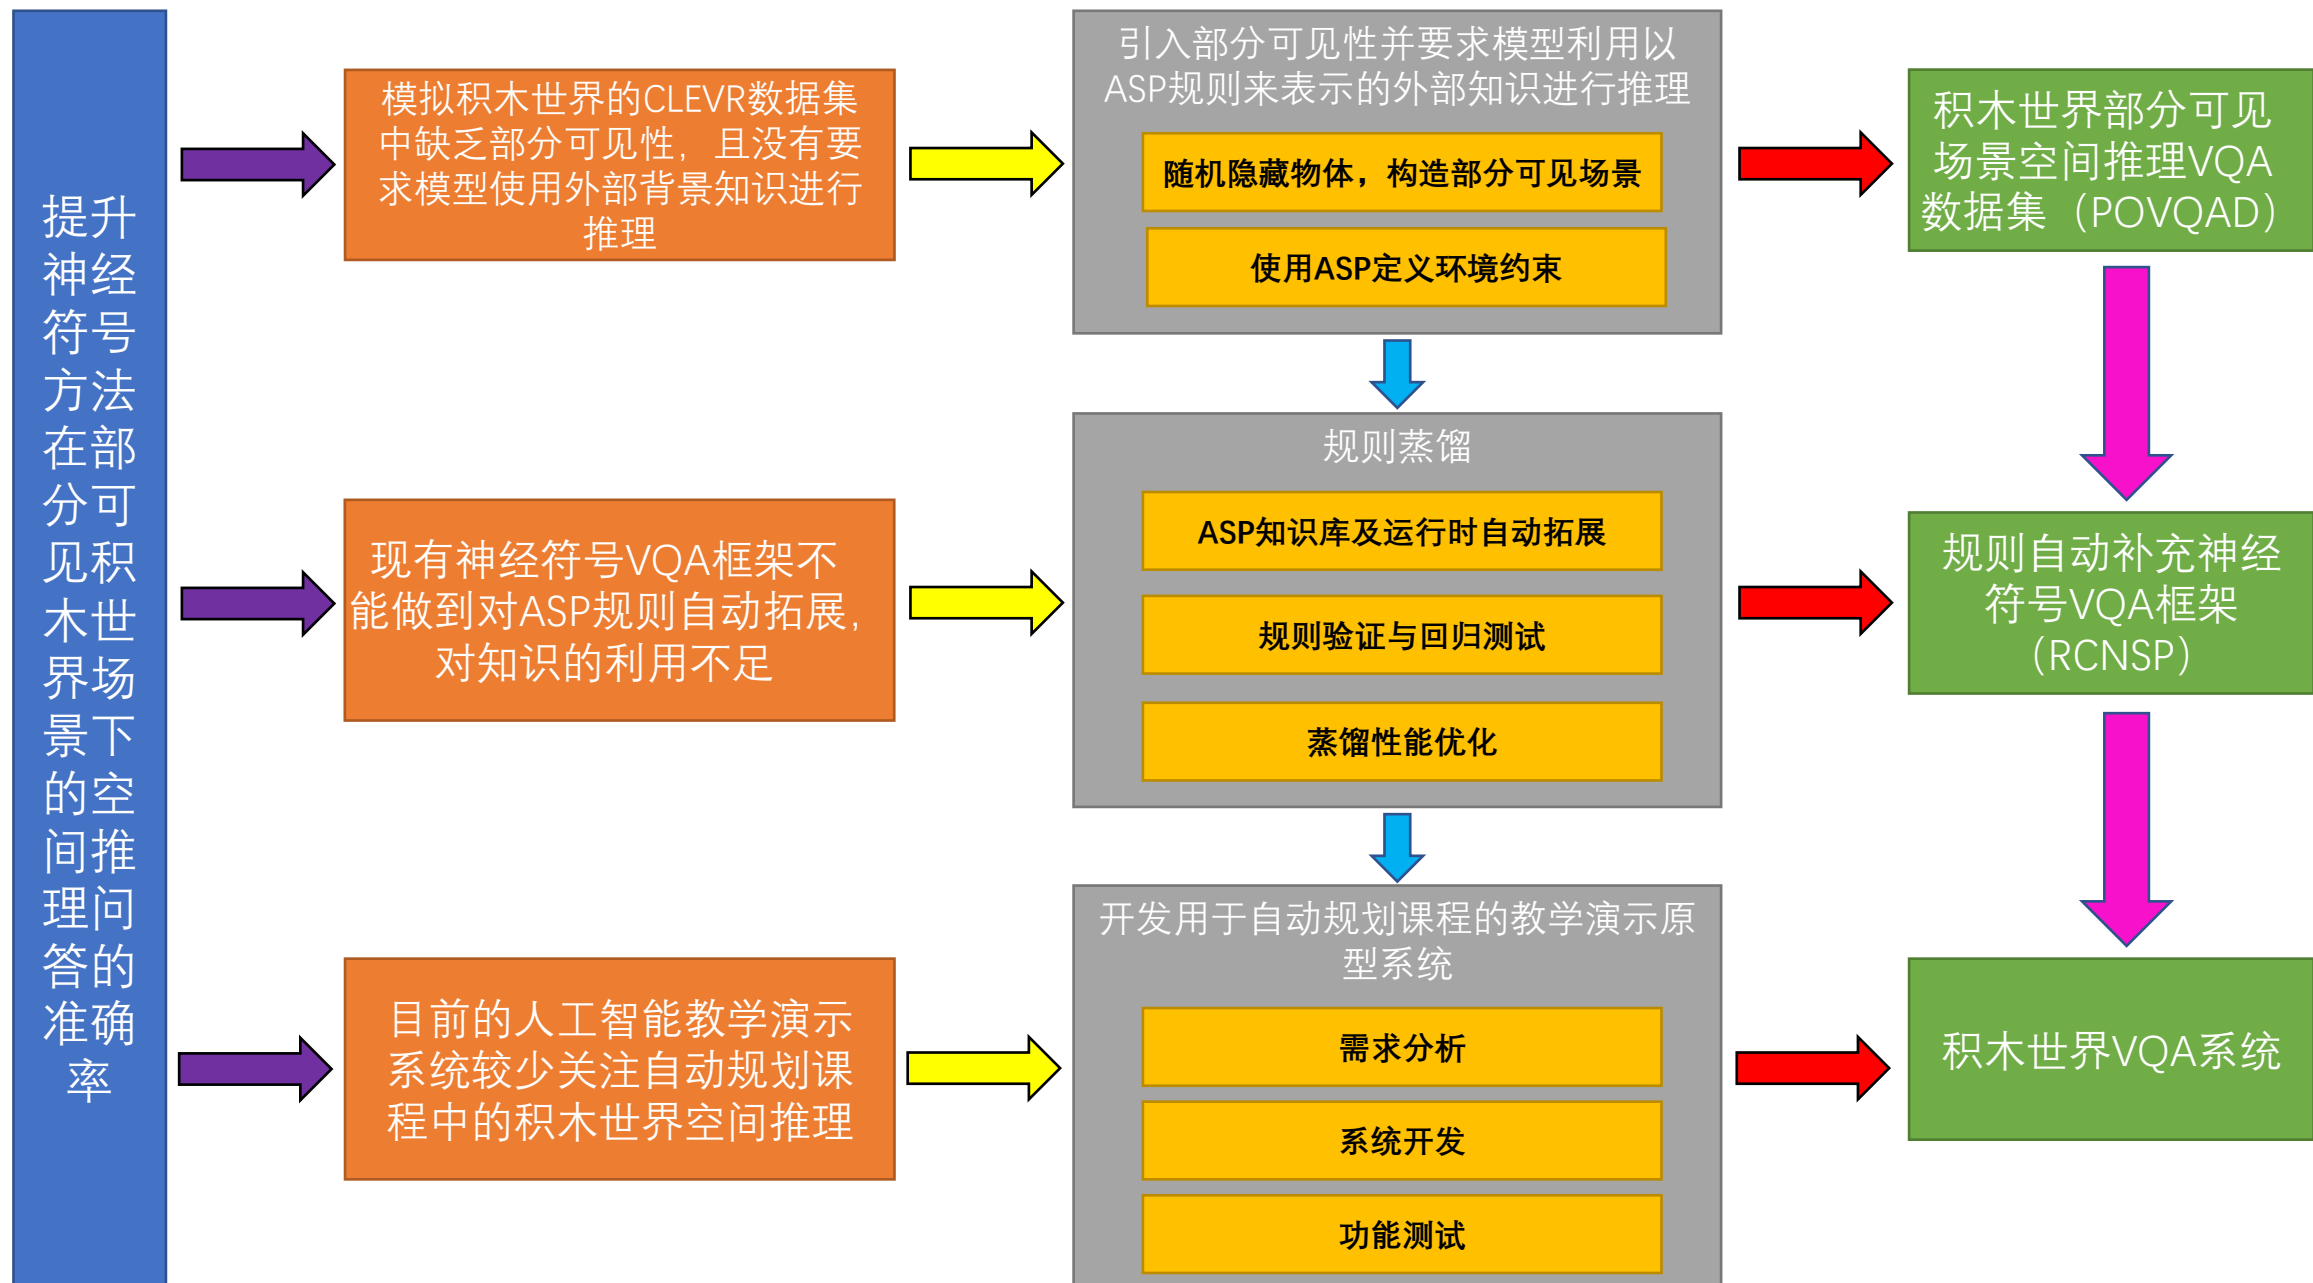 提升
神经
符号
方法
在部
分可
见积
木世
界场
景下
的空
间推
理问
答的
准确
率
模拟积木世界的CLEVR数据集
中缺乏部分可见性，且没有要
求模型使用外部背景知识进行
推理
引入部分可见性并要求模型利用以
ASP规则来表示的外部知识进行推理
随机隐藏物体，构造部分可见场景
使用ASP定义环境约束
积木世界部分可见
场景空间推理VQA
数据集（POVQAD）
现有神经符号VQA框架不
能做到对ASP规则自动拓展，
对知识的利用不足
规则蒸馏
ASP知识库及运行时自动拓展
规则验证与回归测试
蒸馏性能优化
规则自动补充神经
符号VQA框架
（RCNSP）
目前的人工智能教学演示
系统较少关注自动规划课
程中的积木世界空间推理
开发用于自动规划课程的教学演示原
型系统
需求分析
系统开发
功能测试
积木世界VQA系统